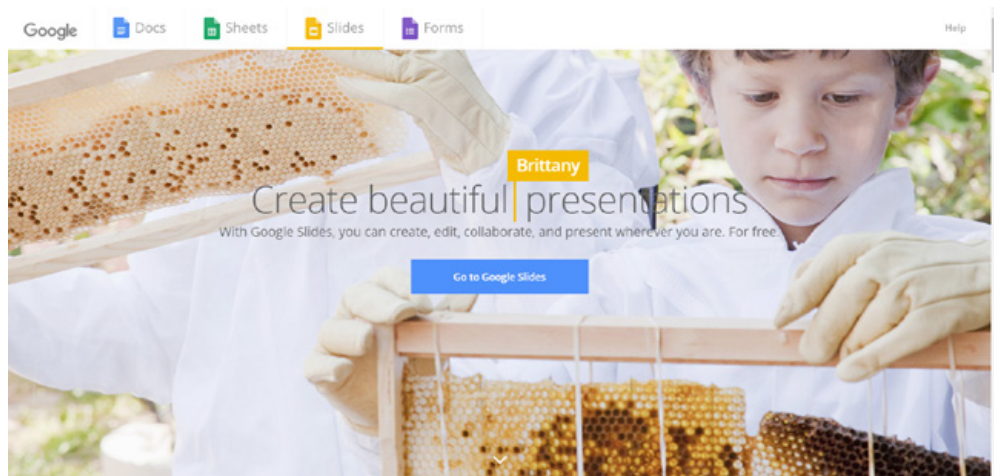 Google Docs Sheets Slides Forms Help
Brittany
Create beautiful presentations
With Google Slides, you can create, edit, collaborate, and present wherever you are. For free.
Go to Google Slides